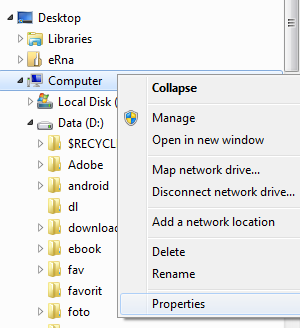 Desktop
Libraries
eRna
Computer
Local Disk (
Data (D:)
$RECYCL
Adobe
android
dl
download
ebook
fav
favorit
foto
Collapse
Manage
Open in new window
Map network drive...
Disconnect network drive...
Add a network location
Delete
Rename
Properties